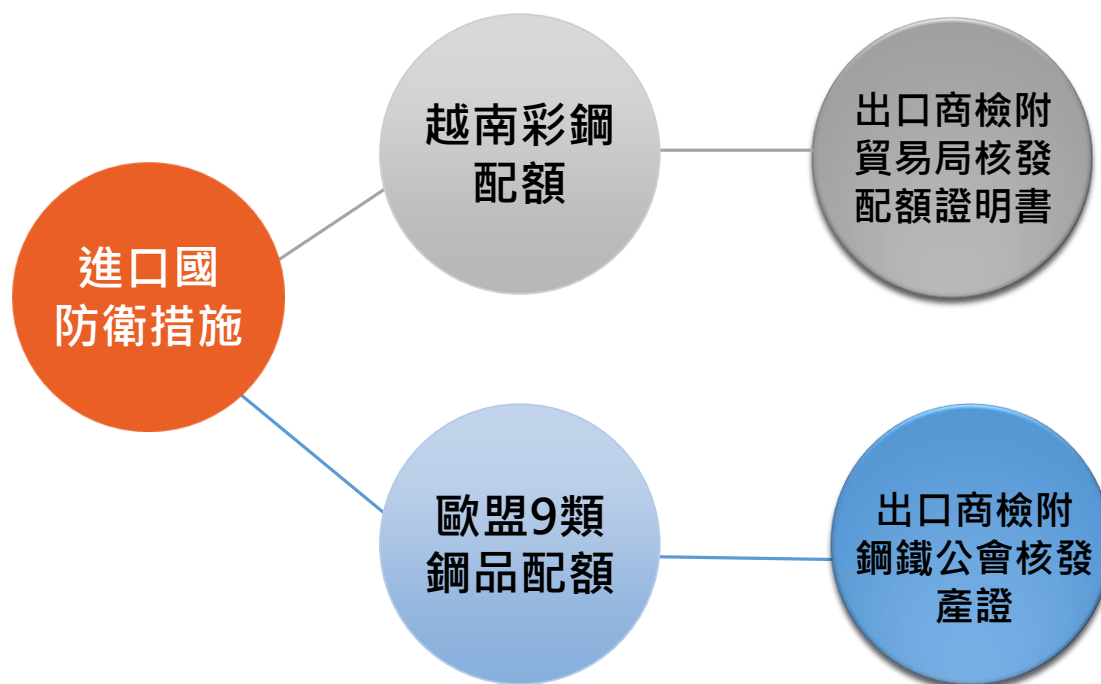 進口國
防衛措施
越南彩鋼
配額
出口商檢附
貿易局核發
配額證明書
歐盟9類
鋼品配額
出口商檢附
鋼鐵公會核發
產證